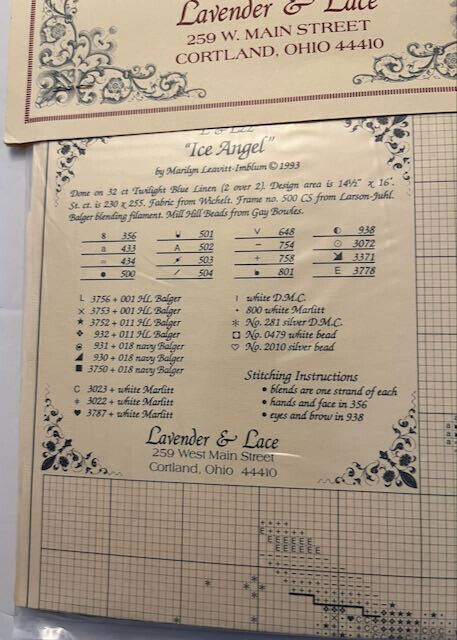 Lavender & Lace
259 W. MAIN STREET
CORTLAND, OHIO 44410
"Ice Angel"
by Marilyn Leavitt-Imblum © 1993
Done on 32 ct Twilight Blue Linen (2 over 2). Design area is 14½" x 16".
St. ct. is 230 x 255. Fabric from Wichelt. Frame no. 500 CS from Larson-Juhl.
Balger blending filament. Mill Hill Beads from Gay Bowles.
8 356 501 V 648 938
a 433 A 502 − 754 3072
∞ 434 503 + 758 3371
● 500 / 504 801 E 3778
L 3756 + 001 HL Balger
× 3753 + 001 HL Balger
★ 3752 + 011 HL Balger
❖ 932 + 011 HL Balger
931 + 018 navy Balger
◢ 930 + 018 navy Balger
■ 3750 + 018 navy Balger
C 3023 + white Marlitt
+ 3022 + white Marlitt
♥ 3787 + white Marlitt
ı white D.M.C.
• 800 white Marlitt
* No. 281 silver D.M.C.
No. 0479 white bead
♡ No. 2010 silver bead
Stitching Instructions
• blends are one strand of each
• hands and face in 356
• eyes and brow in 938
Lavender & Lace
259 West Main Street
Cortland, Ohio 44410